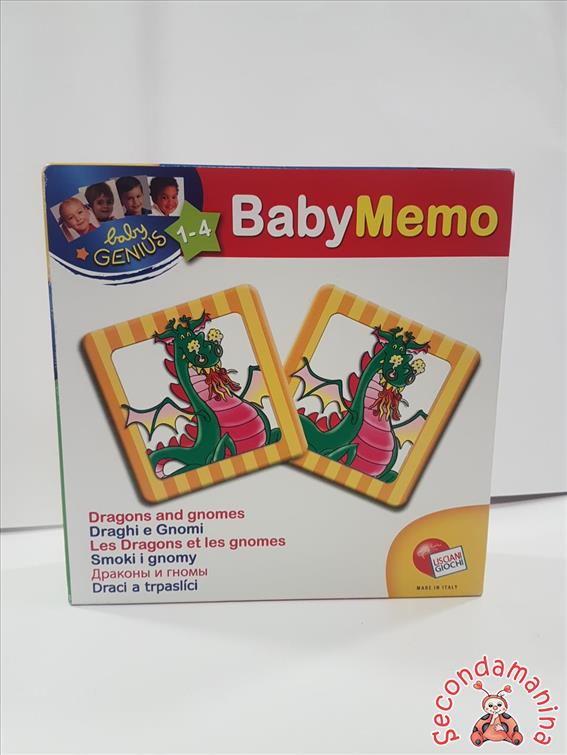 baby
GENIUS
1-4
BabyMemo
Dragons and gnomes
Draghi e Gnomi
Les Dragons et les gnomes
Smoki i gnomy
Драконы и гномы
Draci a trpaslíci
LISCIANI
GIOCHI
MADE IN ITALY
Secondamanina